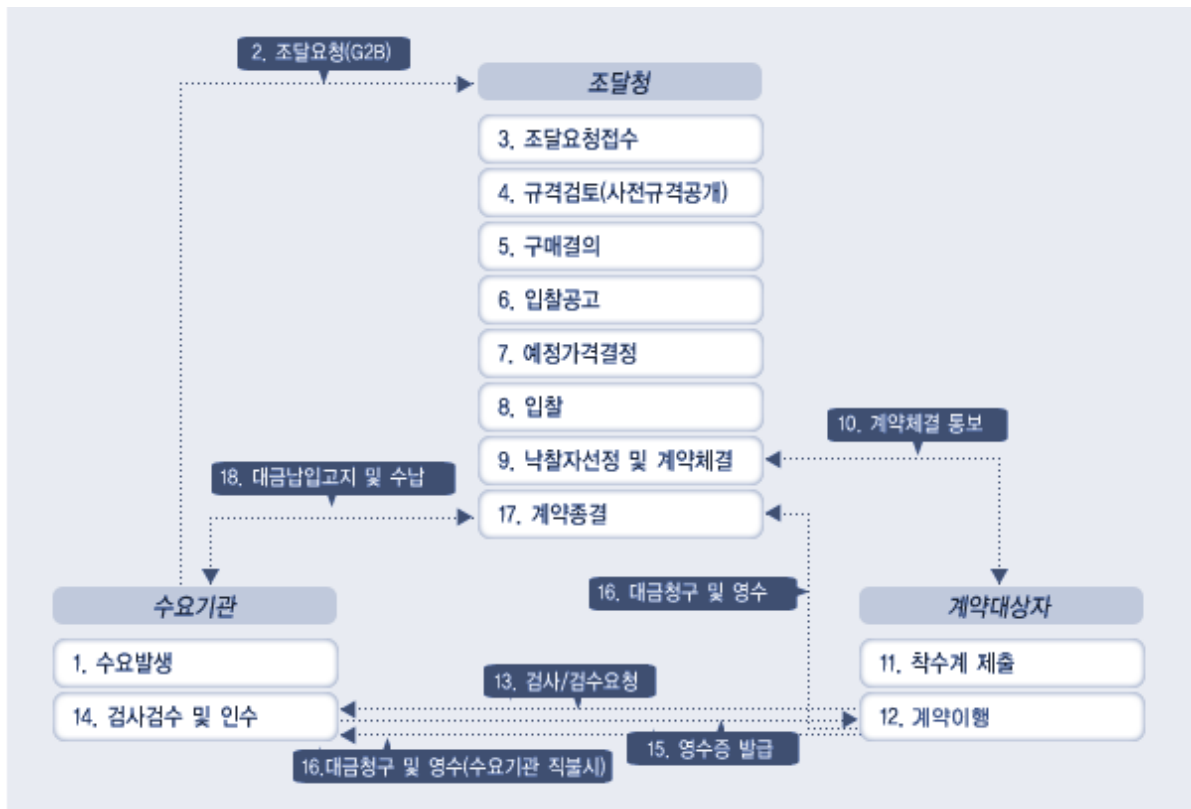 2. 조달요청(G2B)
조달청
3. 조달요청접수
4. 규격검토(사전규격공개)
5. 구매결의
6. 입찰공고
7. 예정가격결정
8. 입찰
10. 계약체결 통보
9. 낙찰자선정 및 계약체결
18. 대금납입고지 및 수납
17. 계약종결
16. 대금청구 및 영수
수요기관
계약대상자
1. 수요발생
11. 착수계 제출
13. 검사/검수요청
14. 검사검수 및 인수
12. 계약이행
15. 영수증 발급
16.대금청구 및 영수(수요기관 직불시)